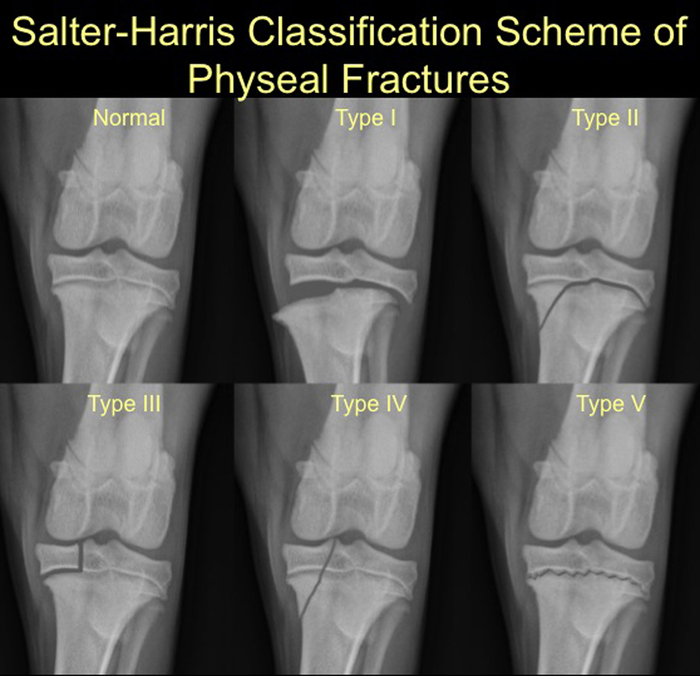 Salter-Harris Classification Scheme of
Physeal Fractures
Normal
Type I
Type II
Type III
Type IV
Type V